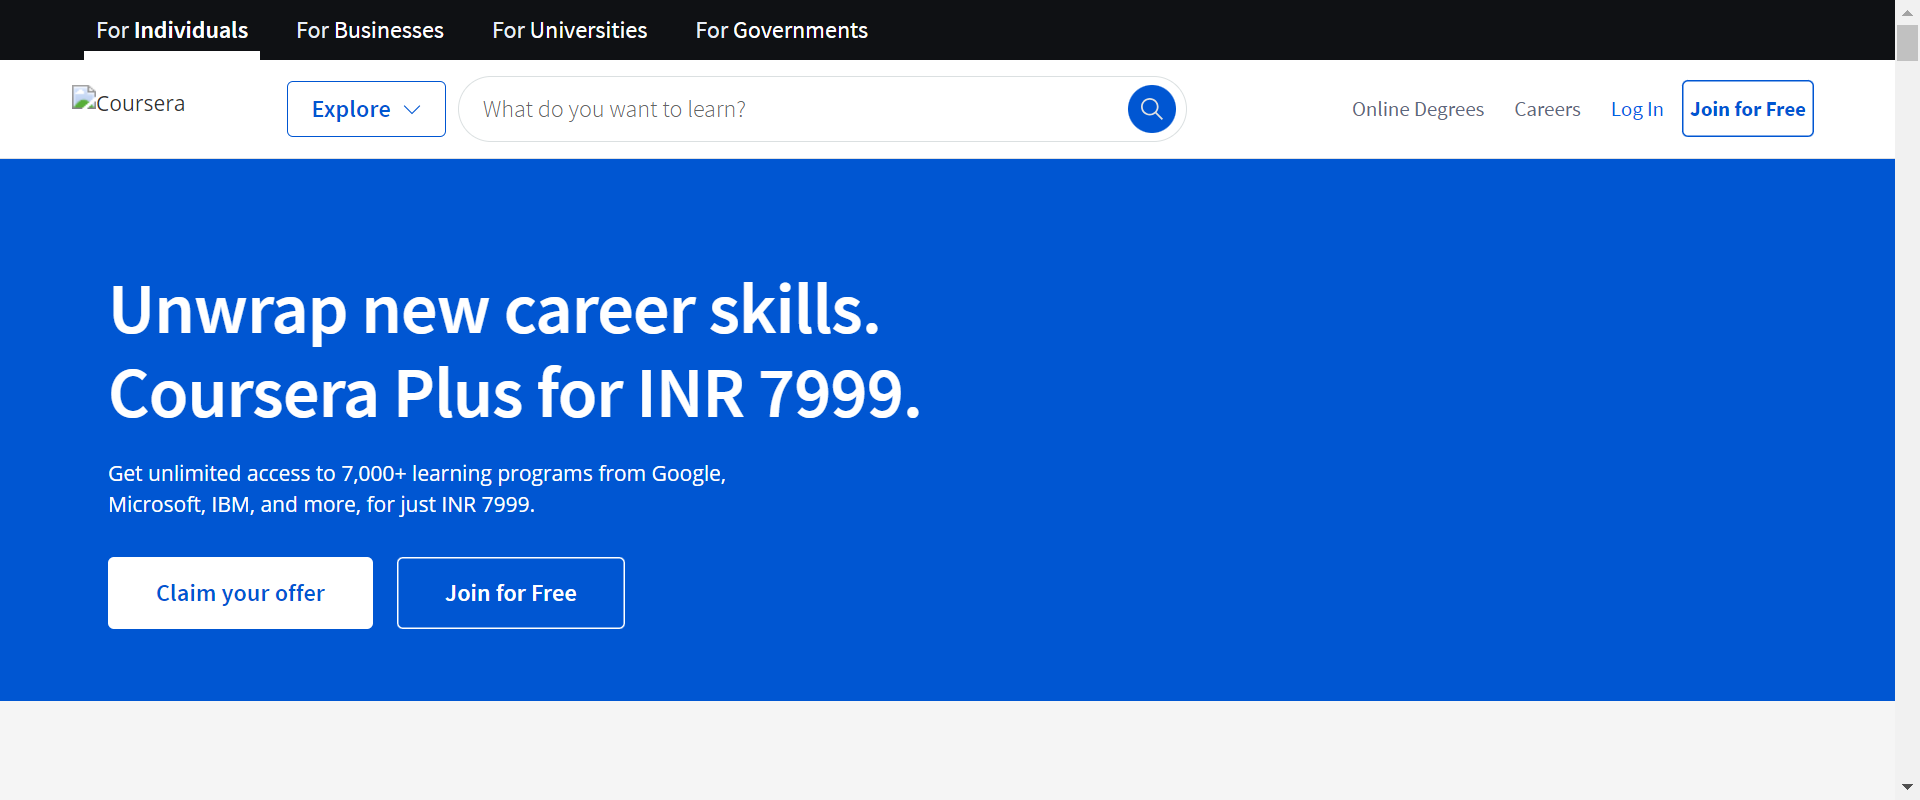 For Individuals For Businesses For Universities For Governments
Coursera Explore What do you want to learn? Online Degrees Careers Log In Join for Free
Unwrap new career skills.
Coursera Plus for INR 7999.
Get unlimited access to 7,000+ learning programs from Google,
Microsoft, IBM, and more, for just INR 7999.
Claim your offer Join for Free